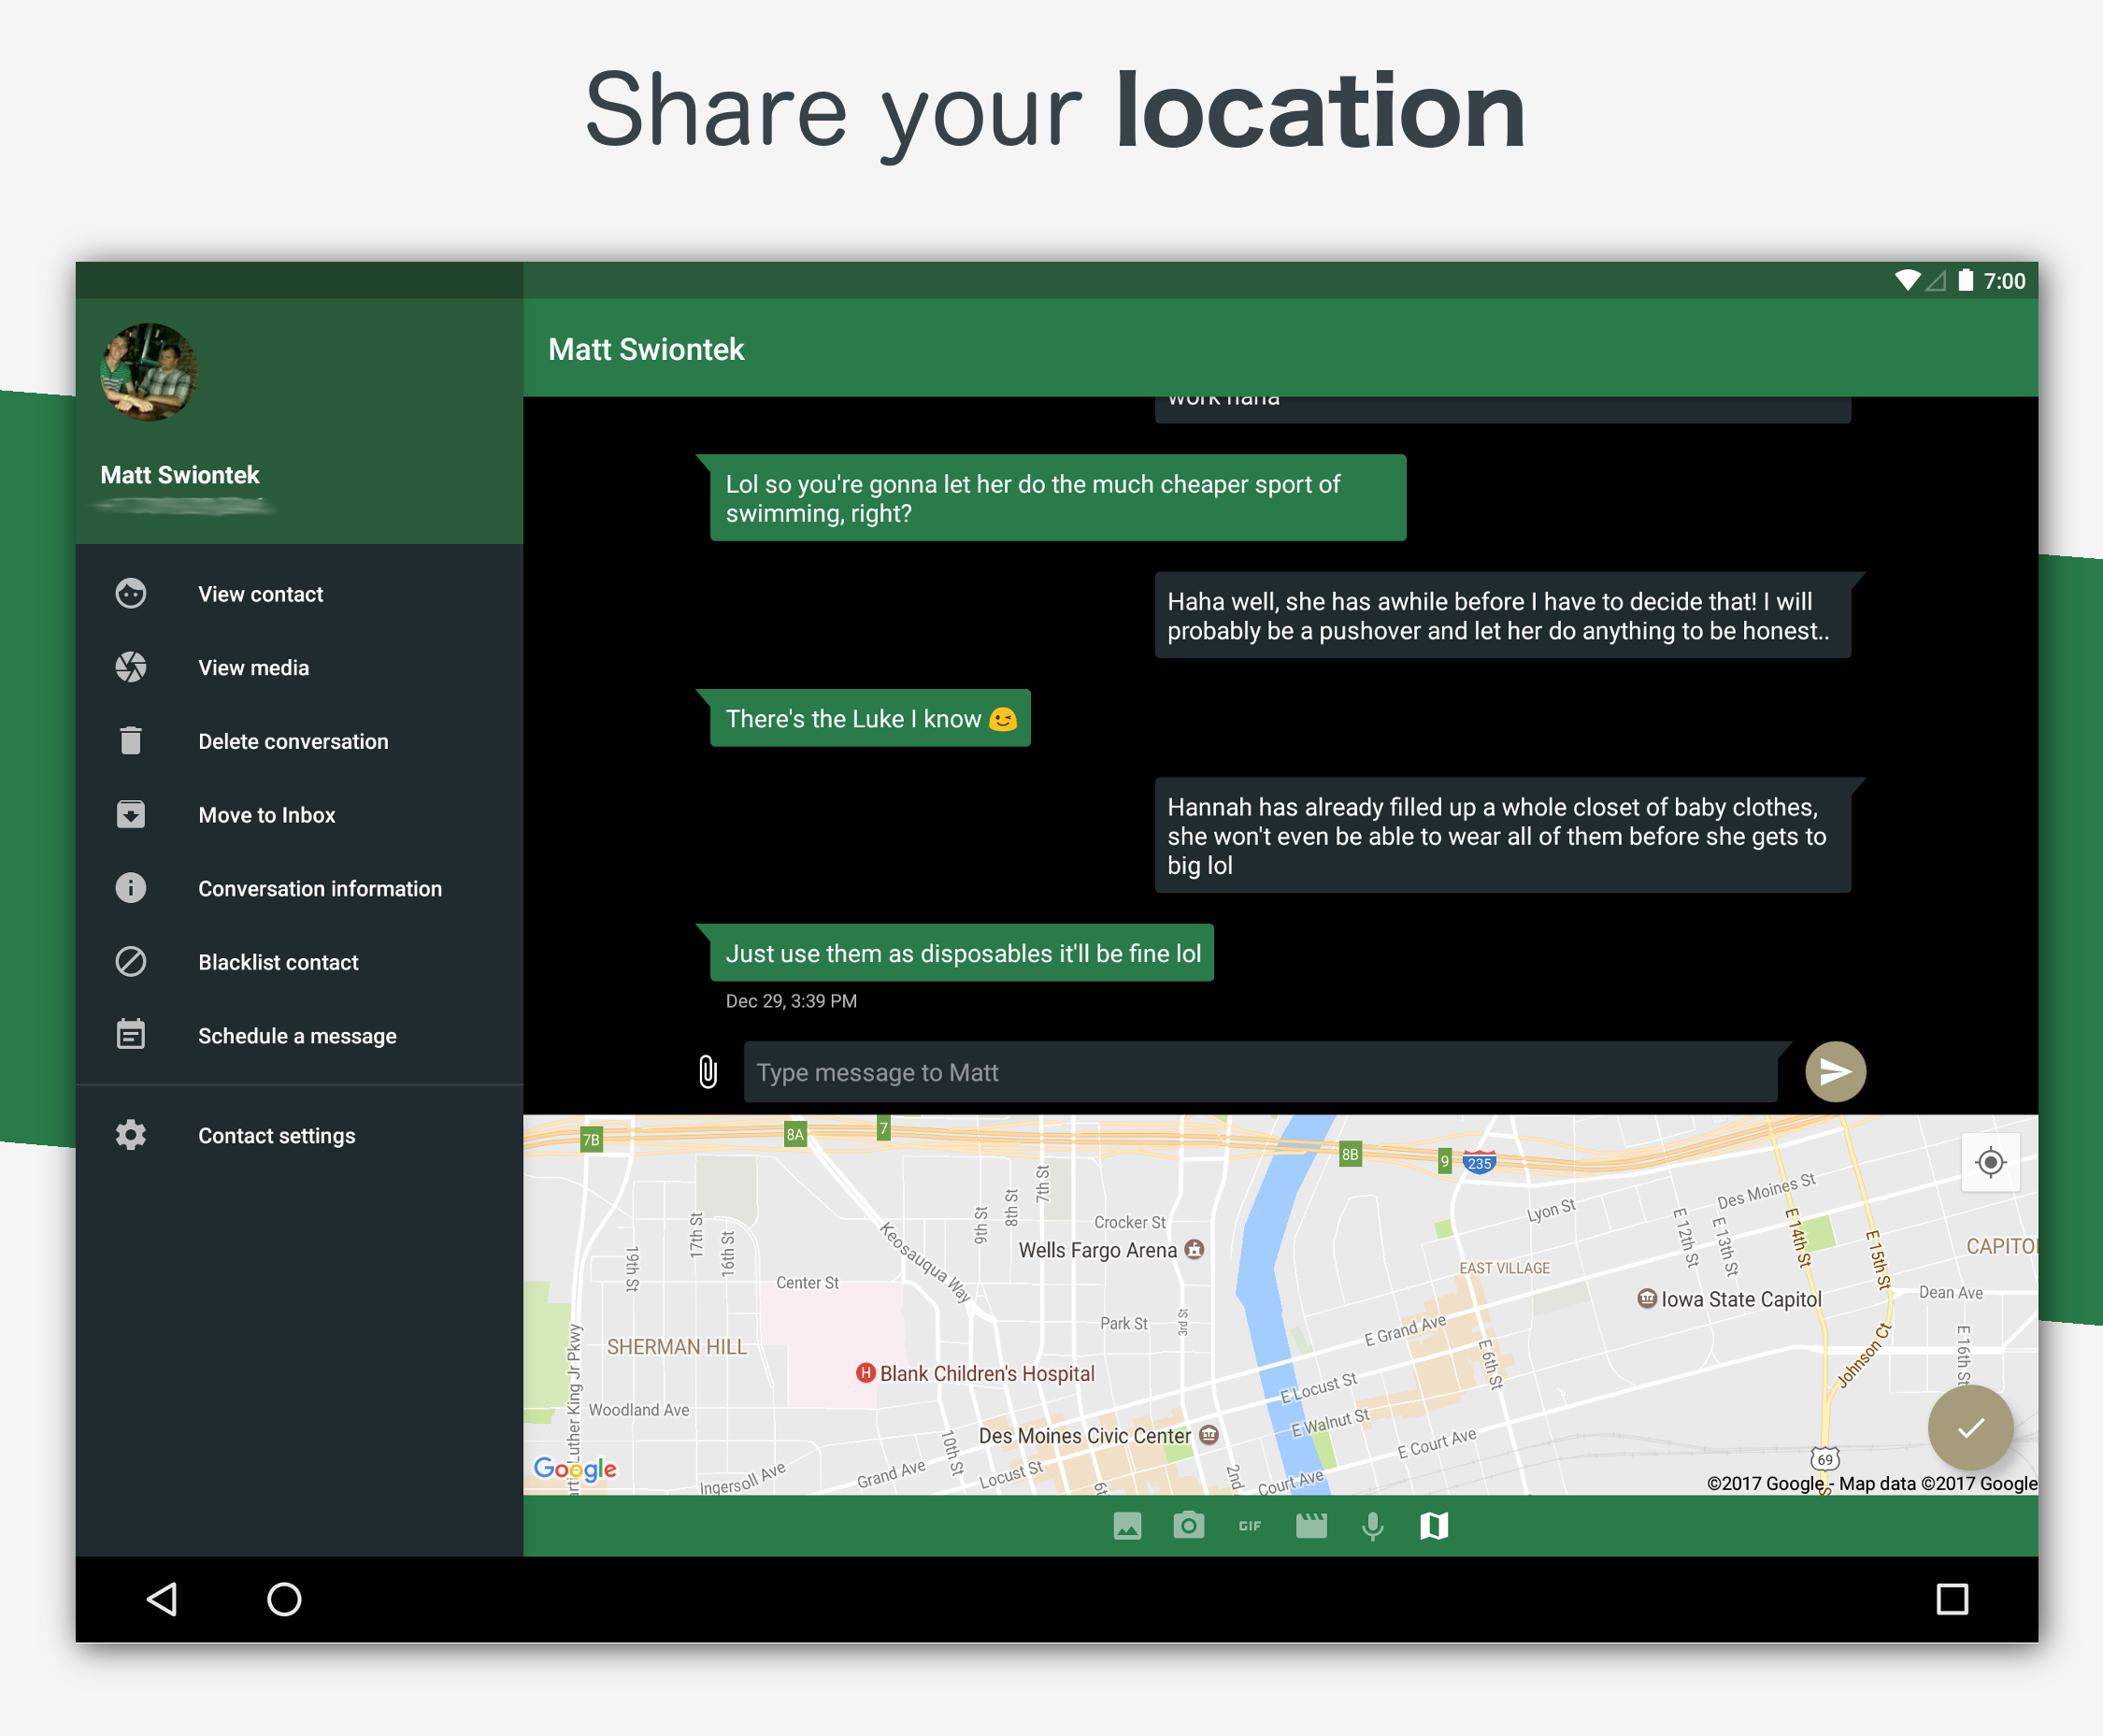 Share your location
7:00
Matt Swiontek
Matt Swiontek
View contact
View media
Delete conversation
Move to Inbox
Conversation information
Blacklist contact
Schedule a message
Contact settings
work haha
Lol so you're gonna let her do the much cheaper sport of
swimming, right?
Haha well, she has awhile before I have to decide that! I will
probably be a pushover and let her do anything to be honest..
There's the Luke I know 😉
Hannah has already filled up a whole closet of baby clothes,
she won't even be able to wear all of them before she gets to
big lol
Just use them as disposables it'll be fine lol
Dec 29, 3:39 PM
Type message to Matt
7B
8A
7
8B
9
235
7th St
8th St
9th St
17th St
16th St
19th St
Keosauqua Way
Crocker St
Wells Fargo Arena
Center St
Park St
3rd St
Lyon St
Des Moines St
E 12th St
E 13th St
E 14th St
E 15th St
EAST VILLAGE
Iowa State Capitol
Dean Ave
SHERMAN HILL
Blank Children's Hospital
E Grand Ave
E 6th St
Johnson Ct
E 16th St
Luther King Jr Pkwy
Woodland Ave
E Locust St
E Walnut St
Des Moines Civic Center
10th St
E Court Ave
Google
Ingersoll Ave
Grand Ave
Locust St
2nd
Court Ave
69
©2017 Google - Map data ©2017 Google
GIF